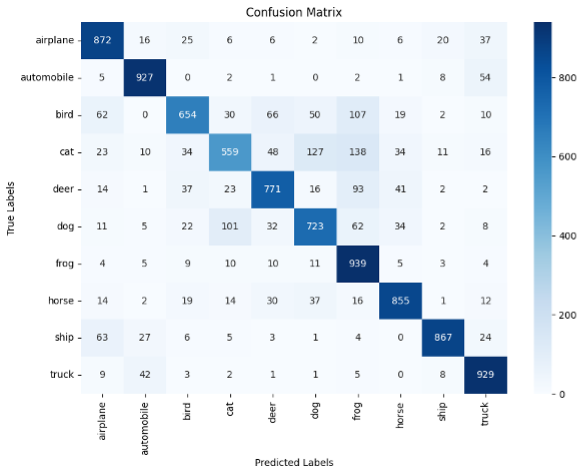 Confusion Matrix
airplane 872 16 25 6 6 2 10 6 20 37
automobile 5 927 0 2 1 0 2 1 8 54
bird 62 0 654 30 66 50 107 19 2 10
cat 23 10 34 559 48 127 138 34 11 16
deer 14 1 37 23 771 16 93 41 2 2
dog 11 5 22 101 32 723 62 34 2 8
frog 4 5 9 10 10 11 939 5 3 4
horse 14 2 19 14 30 37 16 855 1 12
ship 63 27 6 5 3 1 4 0 867 24
truck 9 42 3 2 1 1 5 0 8 929
airplane automobile bird cat deer dog frog horse ship truck
True Labels
Predicted Labels
800
600
400
200
0